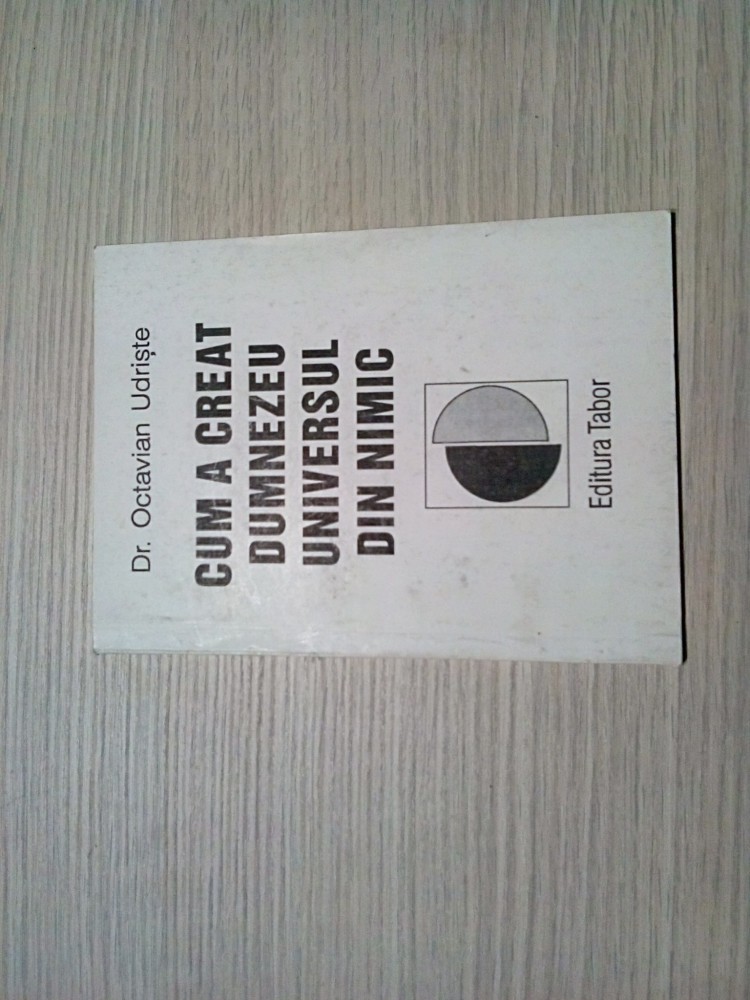 Dr. Octavian Udriște
CUM A CREAT
DUMNEZEU
UNIVERSUL
DIN NIMIC
Editura Tabor